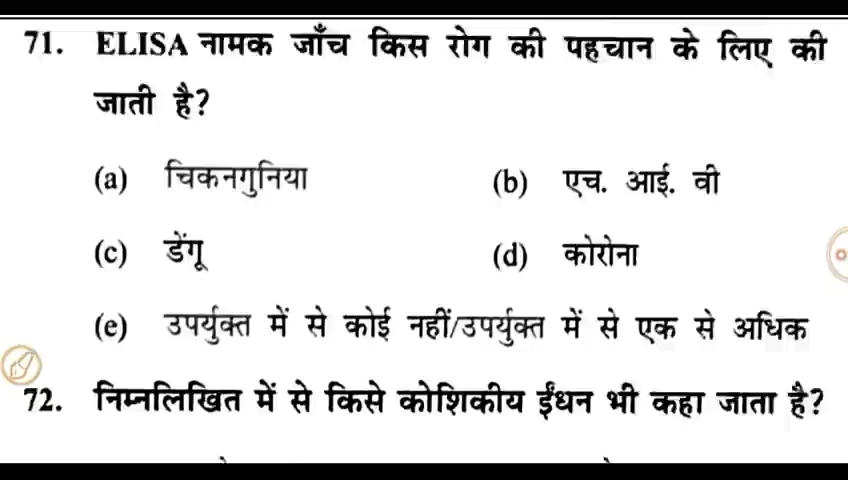 71. ELISA नामक जाँच किस रोग की पहचान के लिए की
जाती है?
(a) चिकनगुनिया (b) एच. आई. वी
(c) डेंगू (d) कोरोना
(e) उपर्युक्त में से कोई नहीं/उपर्युक्त में से एक से अधिक
72. निम्नलिखित में से किसे कोशिकीय ईंधन भी कहा जाता है?